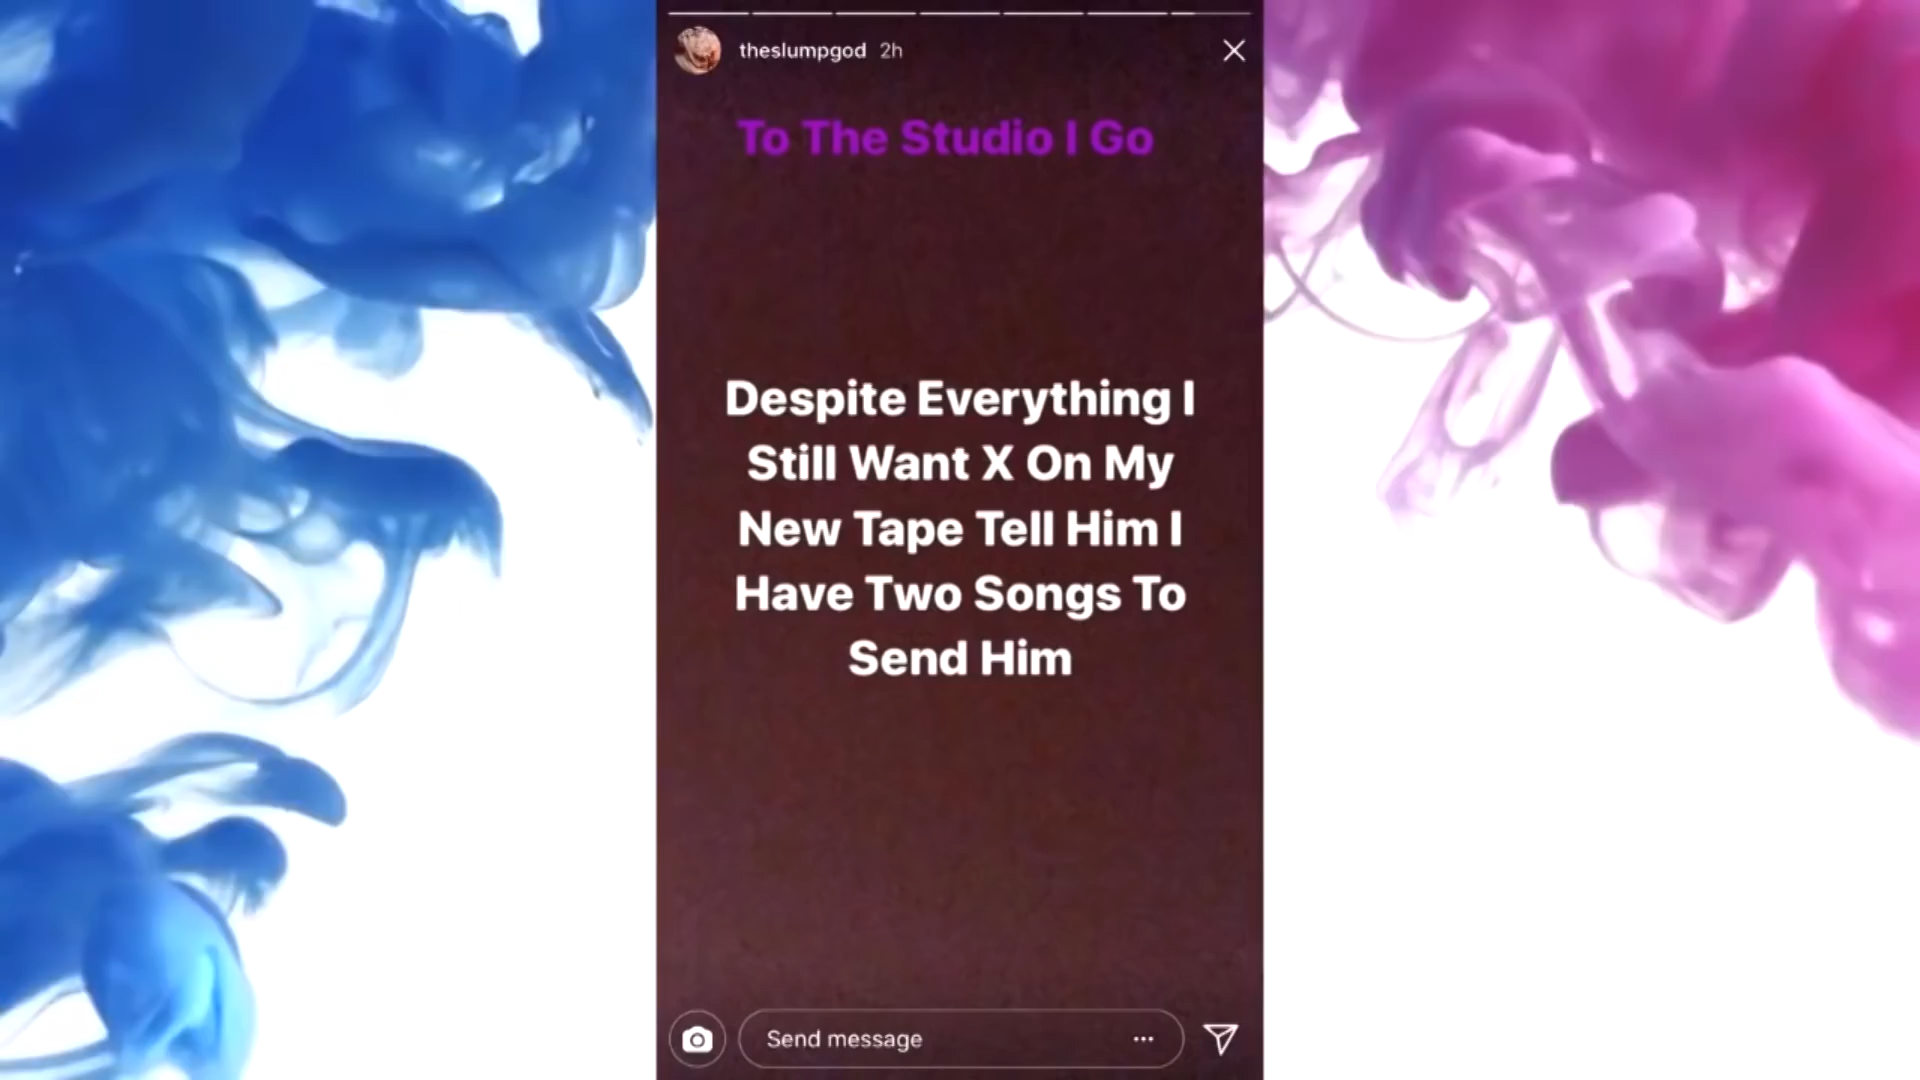 theslumpgod 2h
To The Studio I Go
Despite Everything I
Still Want X On My
New Tape Tell Him I
Have Two Songs To
Send Him
Send message